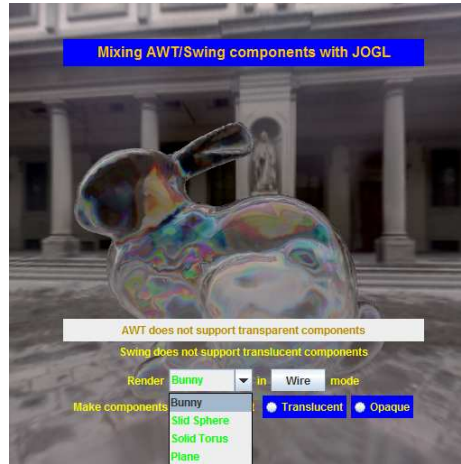 Mixing AWT/Swing components with JOGL
AWT does not support transparent components
Swing does not support translucent components
Render Bunny in Wire mode
Make components Translucent Opaque
Bunny
Slid Sphere
Solid Torus
Plane